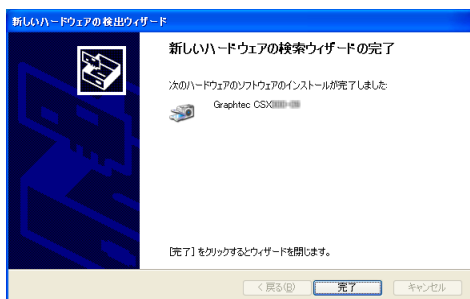 新しいハードウェアの検出ウィザード
新しいハードウェアの検索ウィザードの完了
次のハードウェアのソフトウェアのインストールが完了しました:
Graphtec CSX
[完了] をクリックするとウィザードを閉じます。
< 戻る(B) 完了 キャンセル